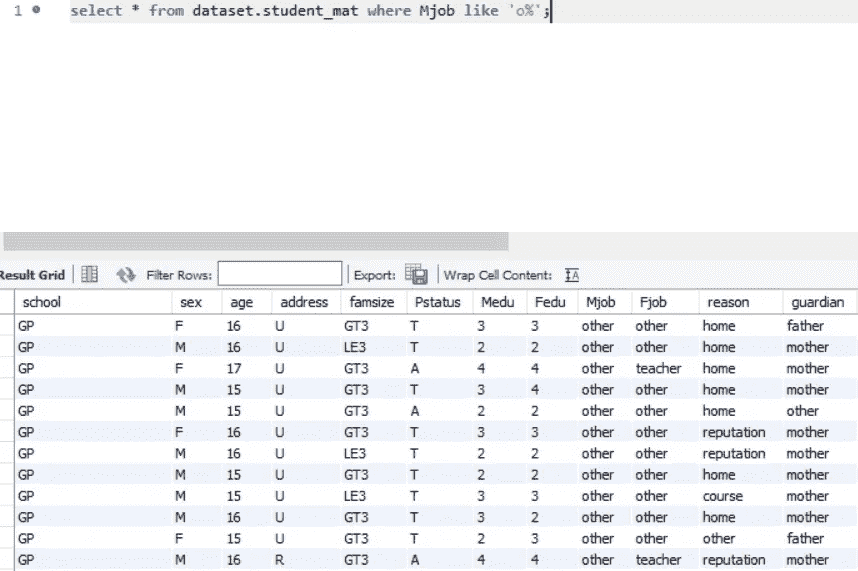 1 select * from dataset.student_mat where Mjob like 'o%';
Result Grid Filter Rows: Export: Wrap Cell Content: IA
school sex age address famsize Pstatus Medu Fedu Mjob Fjob reason guardian
GP F 16 U GT3 T 3 3 other other home father
GP M 16 U LE3 T 2 2 other other home mother
GP F 17 U GT3 A 4 4 other teacher home mother
GP M 15 U GT3 T 3 4 other other home mother
GP M 15 U GT3 A 2 2 other other home other
GP F 16 U GT3 T 3 3 other other reputation mother
GP M 16 U LE3 T 2 2 other other reputation mother
GP M 15 U GT3 T 2 2 other other home mother
GP M 15 U LE3 T 3 3 other other course mother
GP M 16 U GT3 T 3 2 other other home mother
GP F 15 U GT3 T 2 3 other other other father
GP M 16 R GT3 A 4 4 other teacher reputation mother